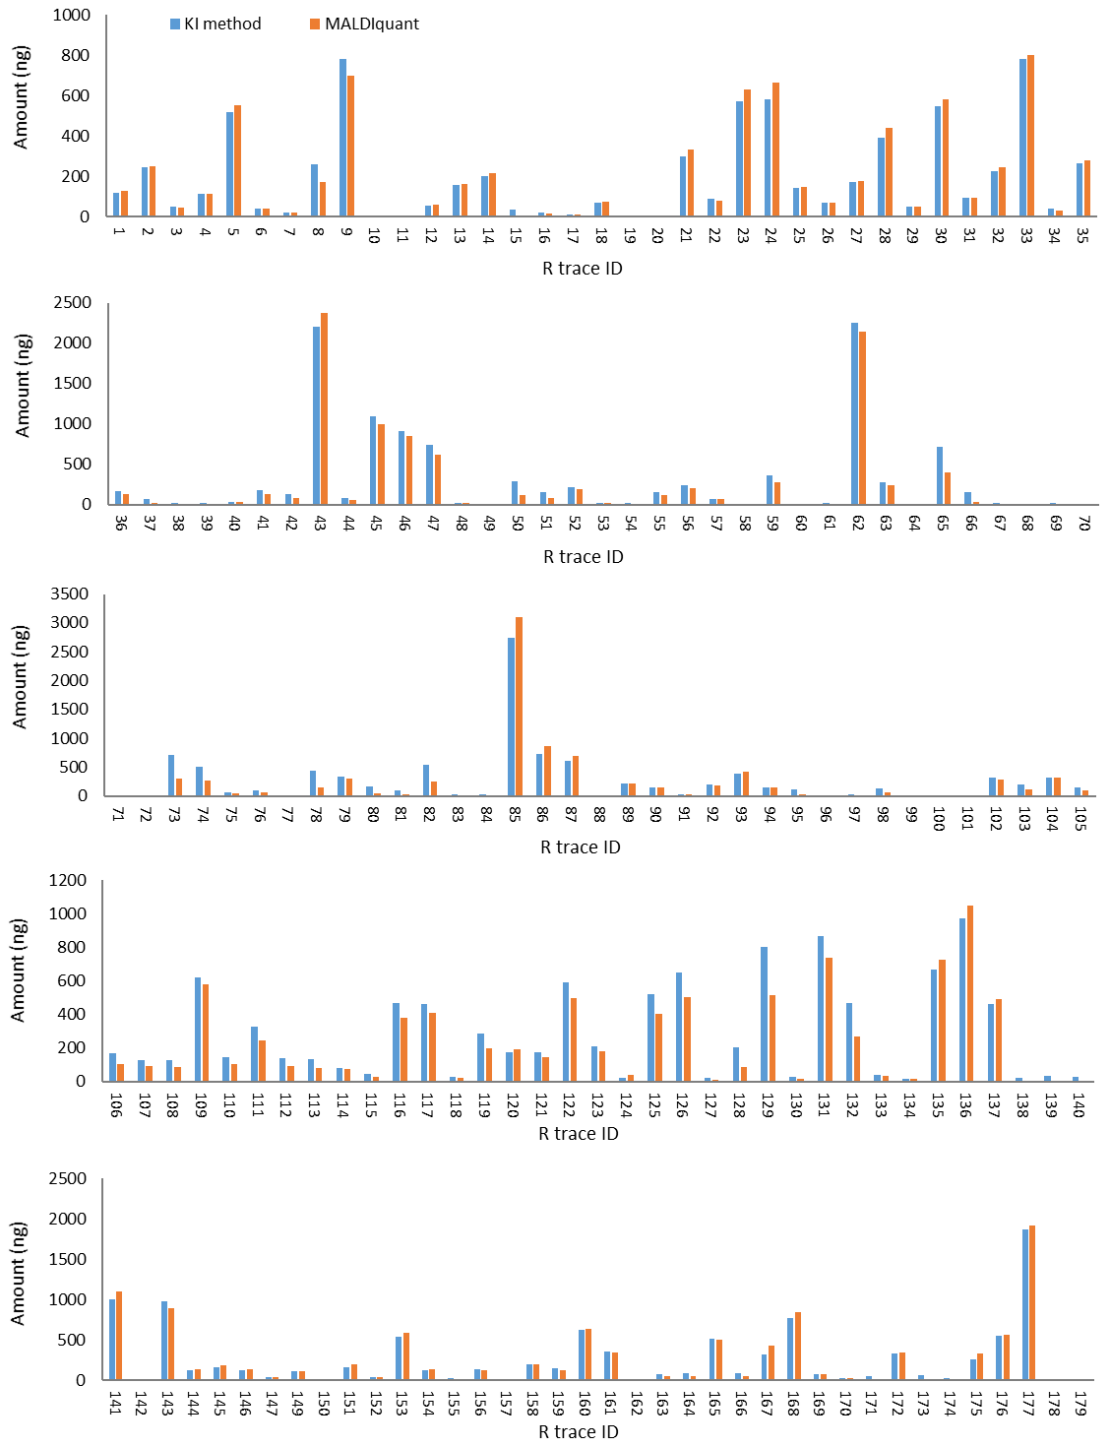 KI method MALDIquant
Amount (ng)
1000
800
600
400
200
0
1 2 3 4 5 6 7 8 9 10 11 12 13 14 15 16 17 18 19 20 21 22 23 24 25 26 27 28 29 30 31 32 33 34 35
R trace ID
Amount (ng)
2500
2000
1500
1000
500
0
36 37 38 39 40 41 42 43 44 45 46 47 48 49 50 51 52 53 54 55 56 57 58 59 60 61 62 63 64 65 66 67 68 69 70
R trace ID
Amount (ng)
3500
3000
2500
2000
1500
1000
500
0
71 72 73 74 75 76 77 78 79 80 81 82 83 84 85 86 87 88 89 90 91 92 93 94 95 96 97 98 99 100 101 102 103 104 105
R trace ID
Amount (ng)
1200
1000
800
600
400
200
0
106 107 108 109 110 111 112 113 114 115 116 117 118 119 120 121 122 123 124 125 126 127 128 129 130 131 132 133 134 135 136 137 138 139 140
R trace ID
Amount (ng)
2500
2000
1500
1000
500
0
141 142 143 144 145 146 147 149 150 151 152 153 154 155 156 157 158 159 160 161 162 163 164 165 166 167 168 169 170 171 172 173 174 175 176 177 178 179
R trace ID